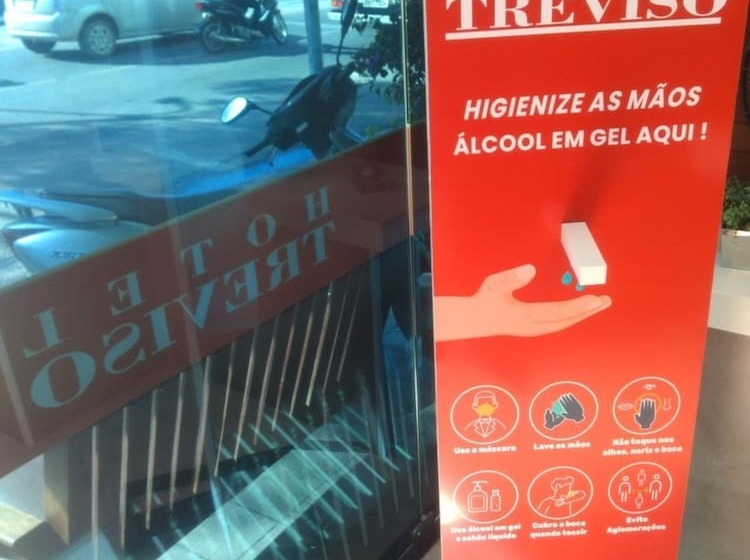 TREVISO
HIGIENIZE AS MÃOS
ÁLCOOL EM GEL AQUI !
Use a máscara
Lave as mãos
Não toque nos
olhos, nariz e boca
Use álcool em gel
e sabão líquido
Cubra a boca
quando tossir
Evite
Aglomerações
HOTEL
TREVISO